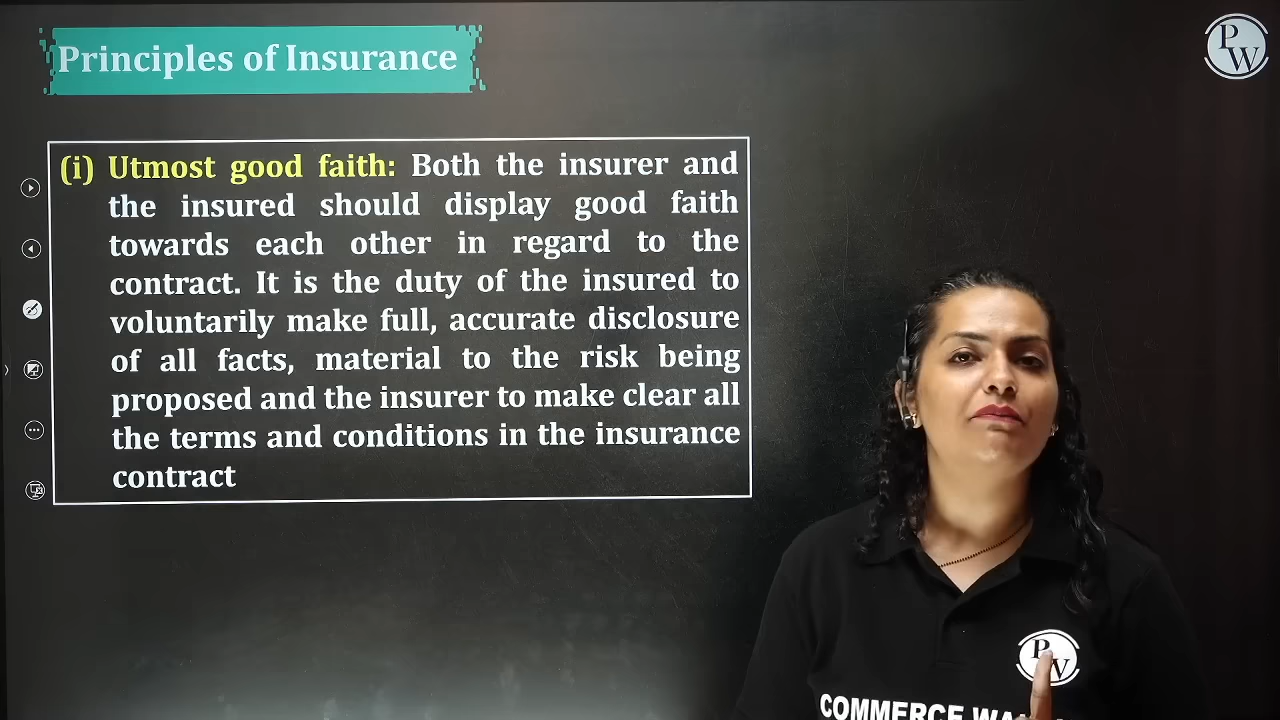 Principles of Insurance
PW
(i) Utmost good faith: Both the insurer and
the insured should display good faith
towards each other in regard to the
contract. It is the duty of the insured to
voluntarily make full, accurate disclosure
of all facts, material to the risk being
proposed and the insurer to make clear all
the terms and conditions in the insurance
contract
PW
COMMERCE